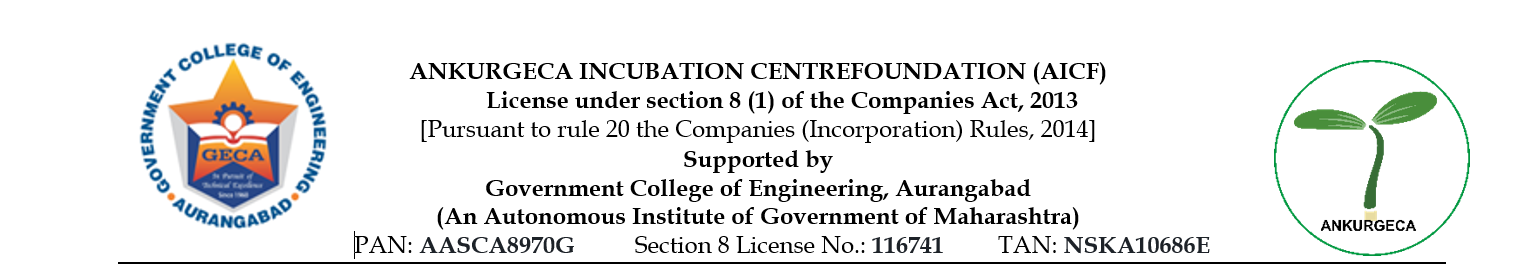 GOVERNMENT COLLEGE OF ENGINEERING
AURANGABAD
GECA
In Pursuit of
Technical Excellence
Since 1960
ANKURGECA INCUBATION CENTREFOUNDATION (AICF)
License under section 8 (1) of the Companies Act, 2013
[Pursuant to rule 20 the Companies (Incorporation) Rules, 2014]
Supported by
Government College of Engineering, Aurangabad
(An Autonomous Institute of Government of Maharashtra)
PAN: AASCA8970G Section 8 License No.: 116741 TAN: NSKA10686E
ANKURGECA